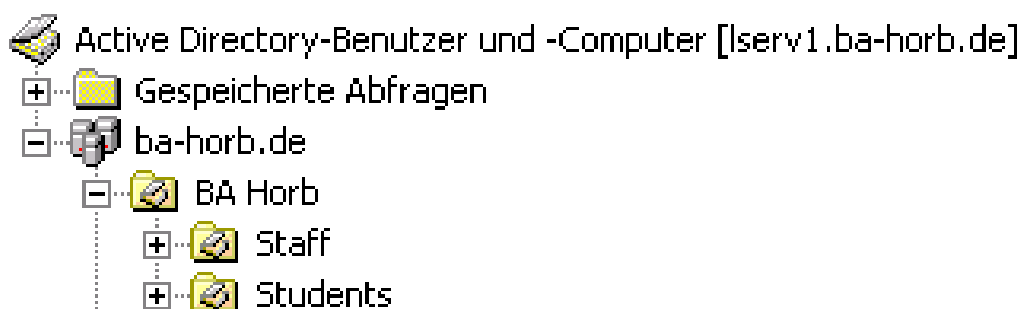 Active Directory-Benutzer und -Computer [lserv1.ba-horb.de]
Gespeicherte Abfragen
ba-horb.de
BA Horb
Staff
Students